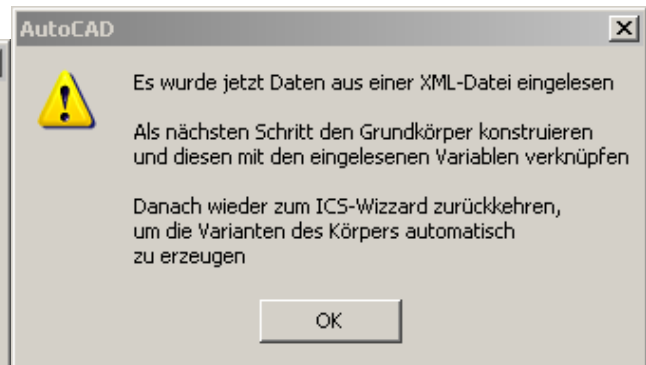 AutoCAD
Es wurde jetzt Daten aus einer XML-Datei eingelesen
Als nächsten Schritt den Grundkörper konstruieren
und diesen mit den eingelesenen Variablen verknüpfen
Danach wieder zum ICS-Wizzard zurückkehren,
um die Varianten des Körpers automatisch
zu erzeugen
OK